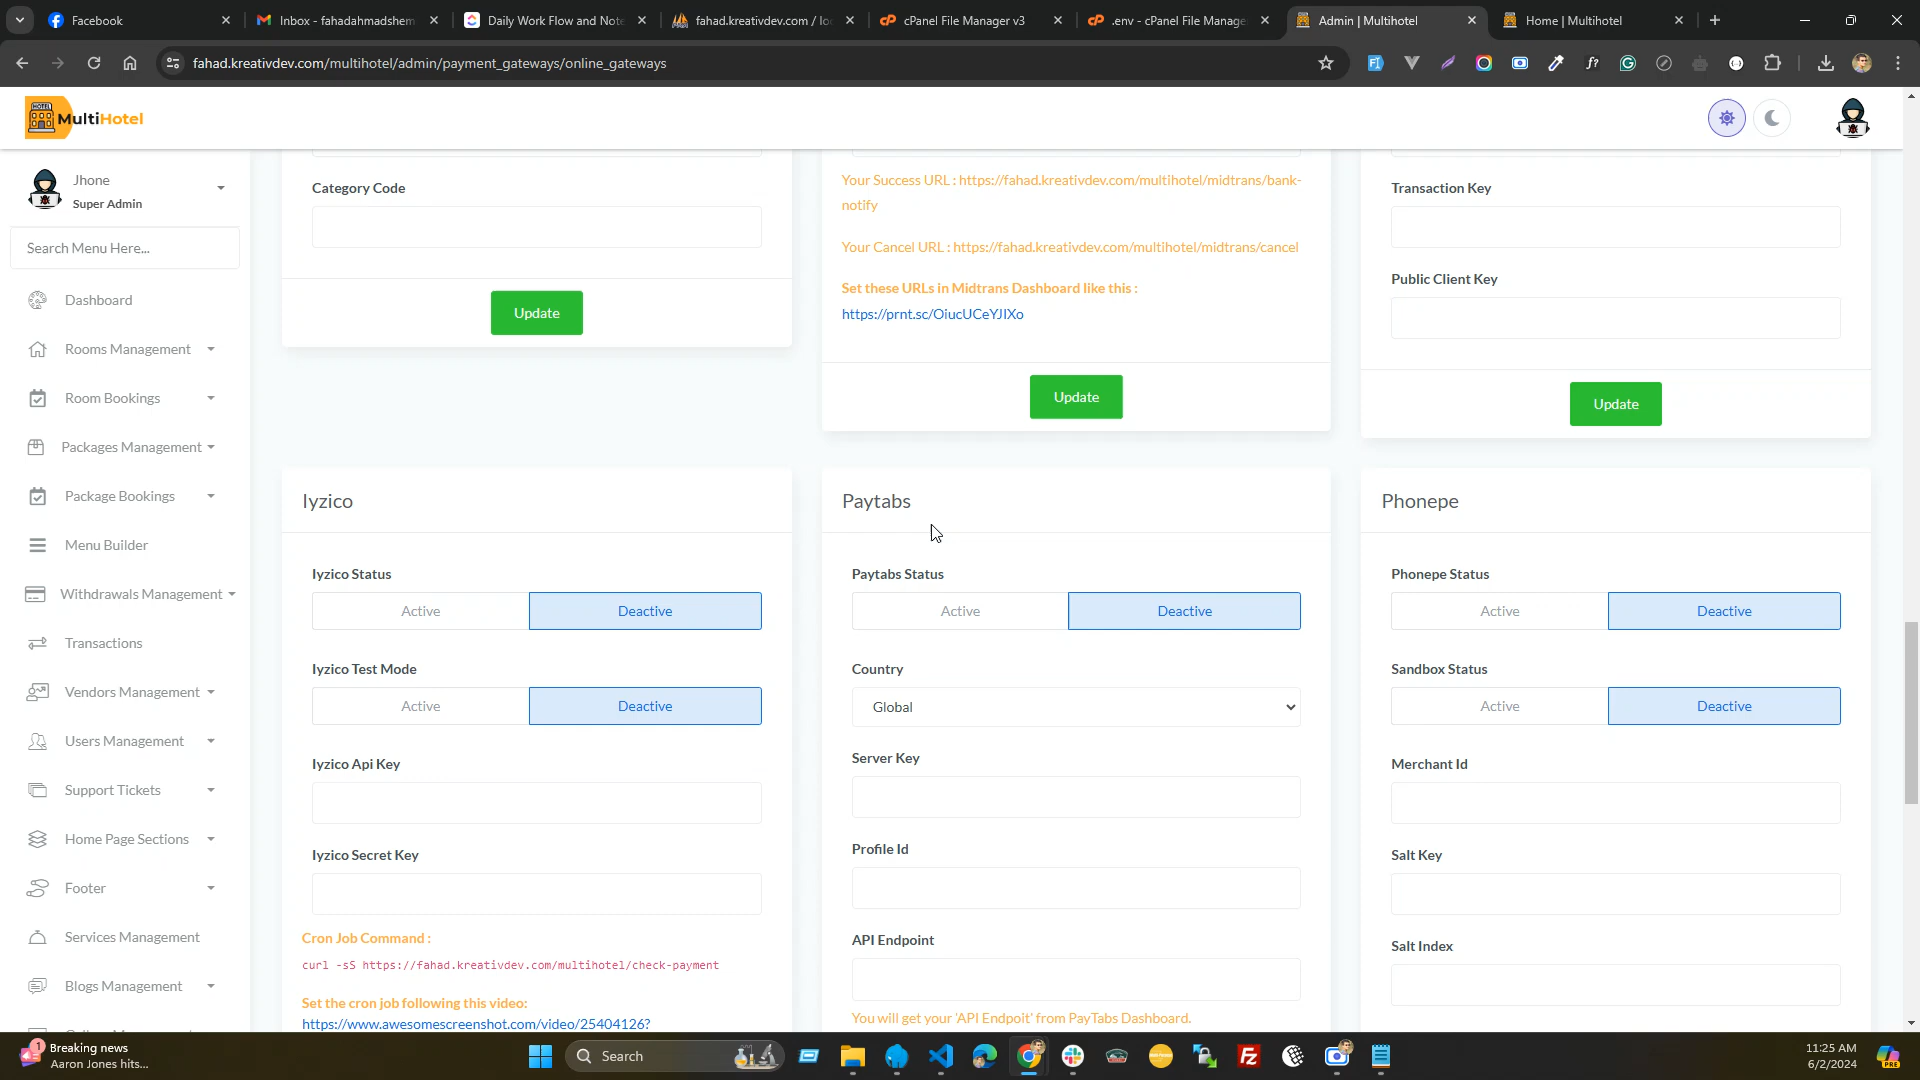 Facebook
Inbox - fahadahmadshem
Daily Work Flow and Note
fahad.kreativdev.com / loc
cPanel File Manager v3
.env - cPanel File Manage
Admin | Multihotel
Home | Multihotel
fahad.kreativdev.com/multihotel/admin/payment_gateways/online_gateways
HOTEL
MultiHotel
Jhone
Super Admin
Search Menu Here...
Dashboard
Rooms Management
Room Bookings
Packages Management
Package Bookings
Menu Builder
Withdrawals Management
Transactions
Vendors Management
Users Management
Support Tickets
Home Page Sections
Footer
Services Management
Blogs Management
Category Code
Update
Your Success URL : https://fahad.kreativdev.com/multihotel/midtrans/bank-
notify
Your Cancel URL : https://fahad.kreativdev.com/multihotel/midtrans/cancel
Set these URLs in Midtrans Dashboard like this :
https://prnt.sc/OiucUCeYJIXo
Update
Transaction Key
Public Client Key
Update
Iyzico
Iyzico Status
Active
Deactive
Iyzico Test Mode
Active
Deactive
Iyzico Api Key
Iyzico Secret Key
Cron Job Command :
curl -sS https://fahad.kreativdev.com/multihotel/check-payment
Set the cron job following this video:
https://www.awesomescreenshot.com/video/25404126?
Paytabs
Paytabs Status
Active
Deactive
Country
Global
Server Key
Profile Id
API Endpoint
You will get your 'API Endpoit' from PayTabs Dashboard.
Phonepe
Phonepe Status
Active
Deactive
Sandbox Status
Active
Deactive
Merchant Id
Salt Key
Salt Index
1
Breaking news
Aaron Jones hits...
Search
11:25 AM
6/2/2024
PRE